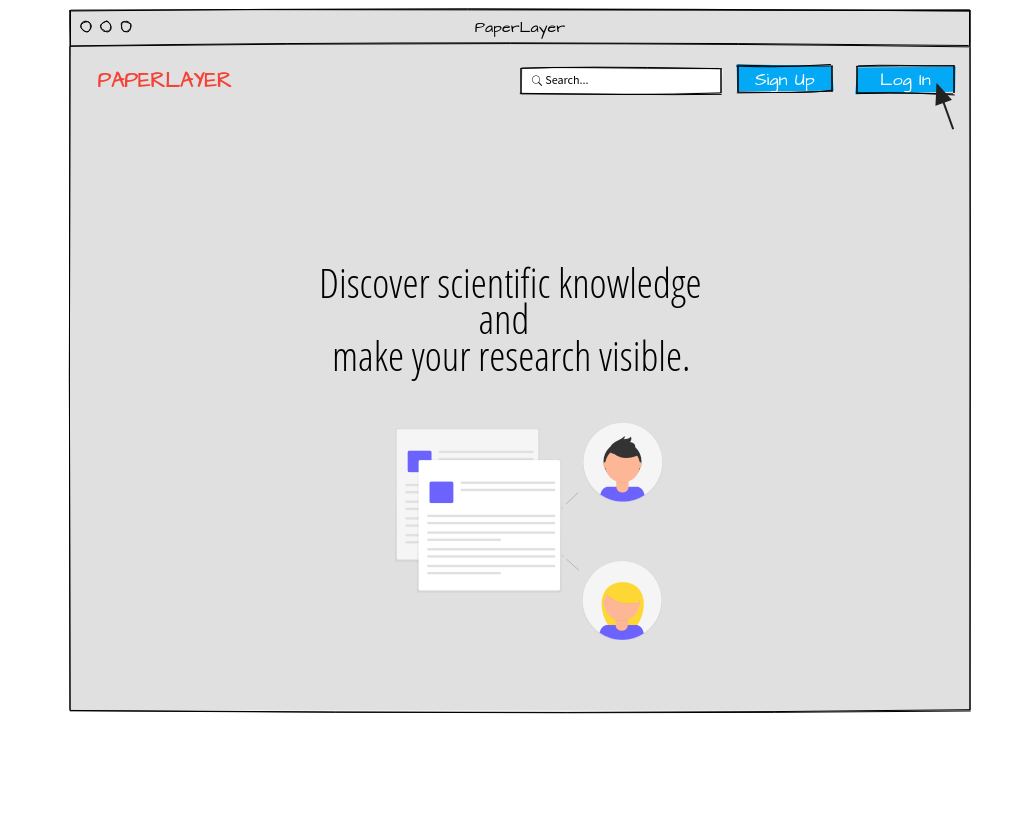 PaperLayer
PAPERLAYER
Search...
Sign Up
Log In
Discover scientific knowledge
and
make your research visible.